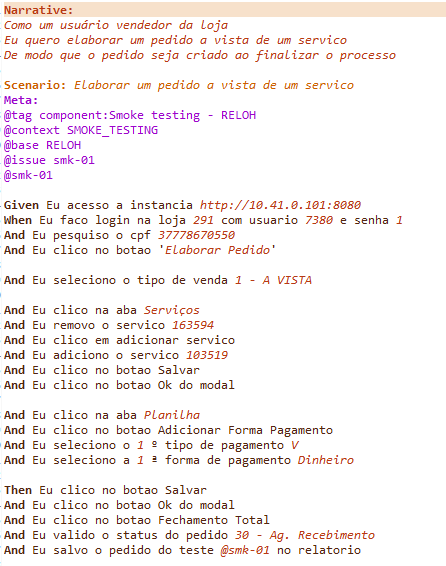 Narrative:
Como um usuário vendedor da loja
Eu quero elaborar um pedido a vista de um servico
De modo que o pedido seja criado ao finalizar o processo
Scenario: Elaborar um pedido a vista de um servico
Meta:
@tag component:Smoke testing - RELOH
@context SMOKE_TESTING
@base RELOH
@issue smk-01
@smk-01
Given Eu acesso a instancia http://10.41.0.101:8080
When Eu faco login na loja 291 com usuario 7380 e senha 1
And Eu pesquiso o cpf 37778670550
And Eu clico no botao 'Elaborar Pedido'
And Eu seleciono o tipo de venda 1 - A VISTA
And Eu clico na aba Serviços
And Eu removo o servico 163594
And Eu clico em adicionar servico
And Eu adiciono o servico 103519
And Eu clico no botao Salvar
And Eu clico no botao Ok do modal
And Eu clico na aba Planilha
And Eu clico no botao Adicionar Forma Pagamento
And Eu seleciono o 1 º tipo de pagamento V
And Eu seleciono a 1 ª forma de pagamento Dinheiro
Then Eu clico no botao Salvar
And Eu clico no botao Ok do modal
And Eu clico no botao Fechamento Total
And Eu valido o status do pedido 30 - Ag. Recebimento
And Eu salvo o pedido do teste @smk-01 no relatorio